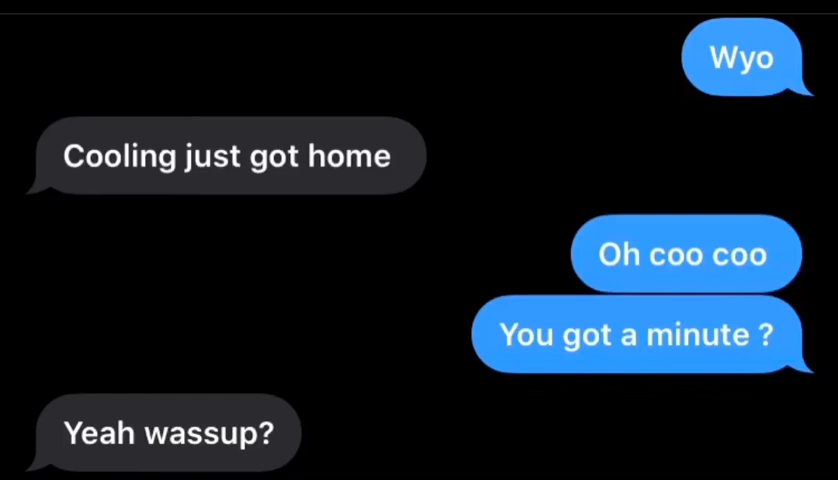 Wyo
Cooling just got home
Oh coo coo
You got a minute ?
Yeah wassup?